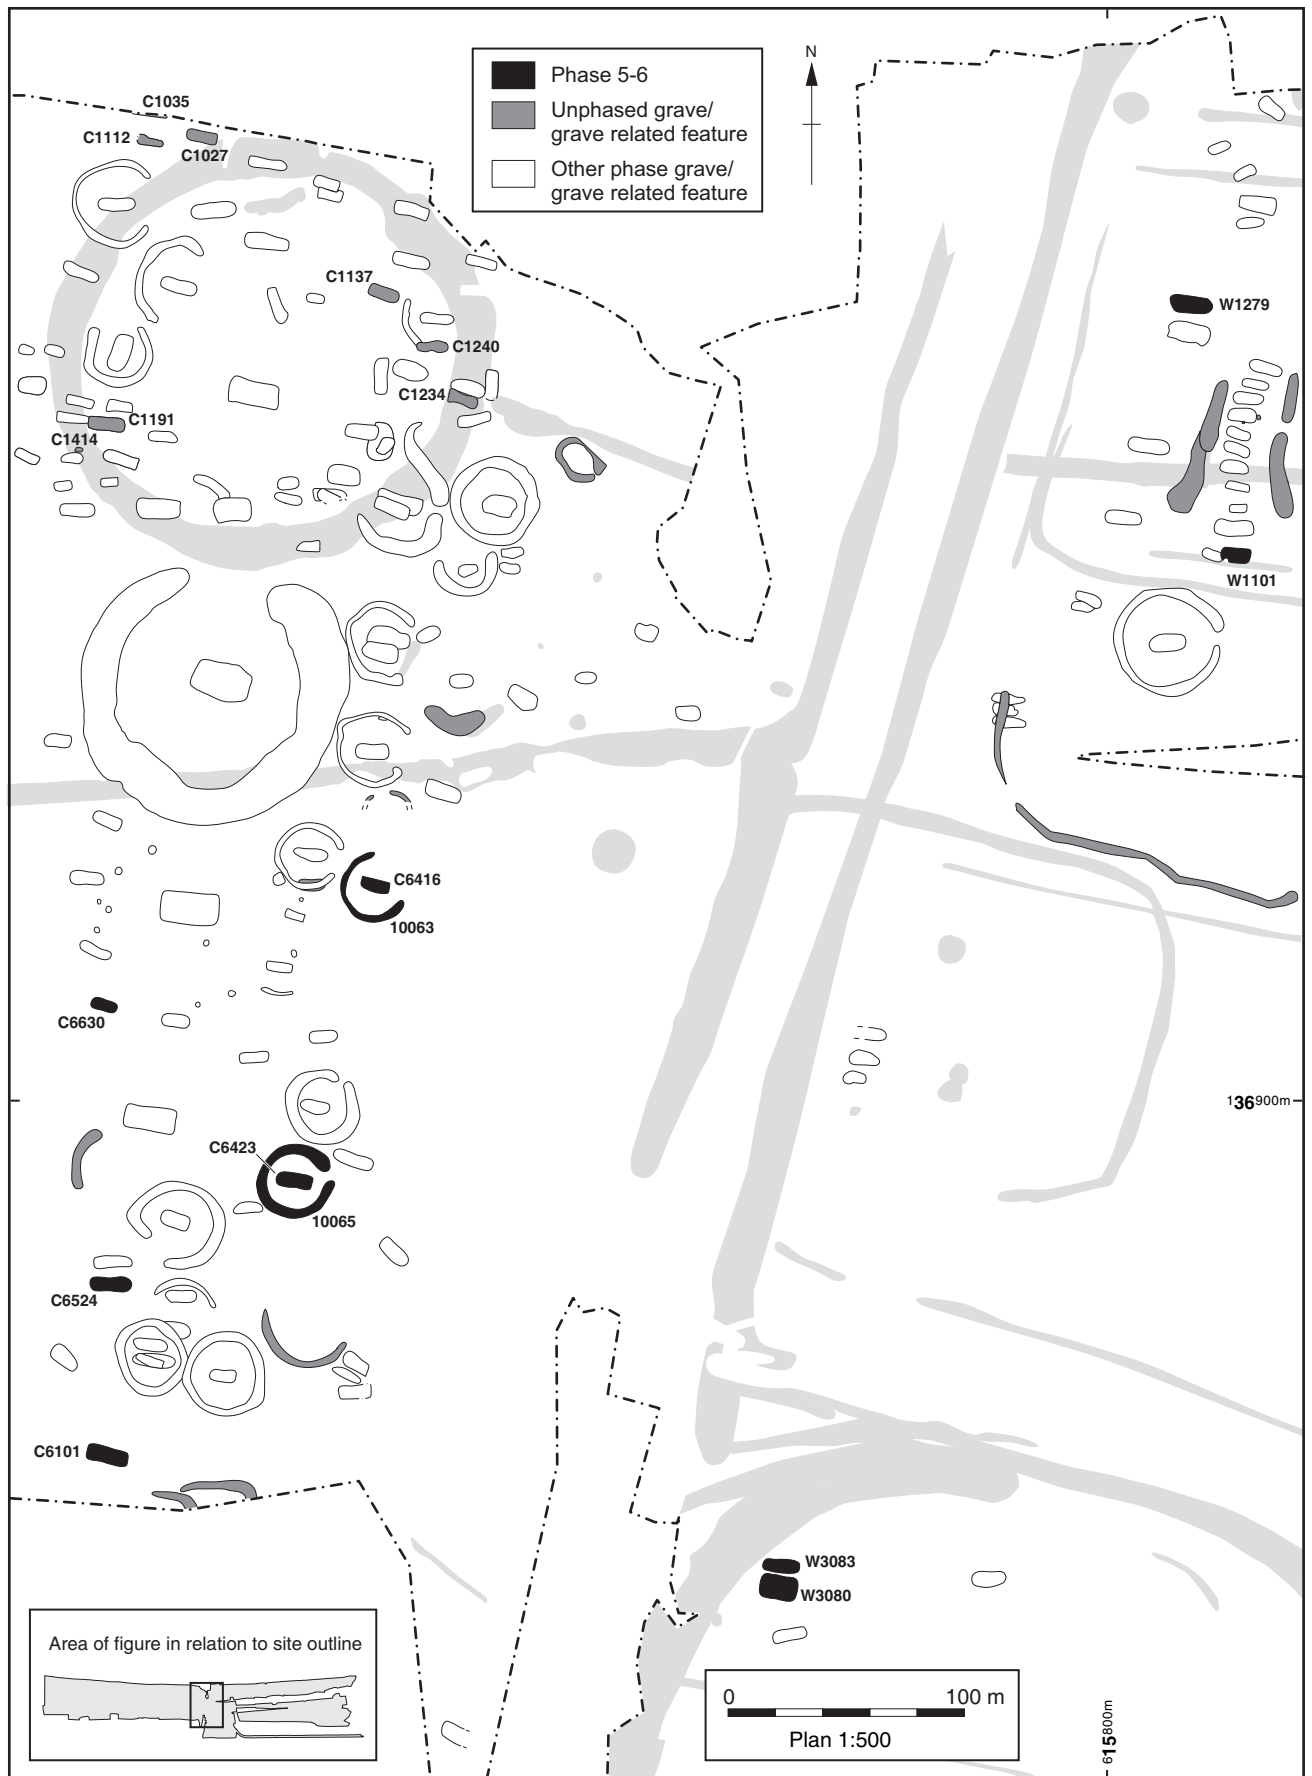 N
Phase 5-6
Unphased grave/
grave related feature
Other phase grave/
grave related feature
C1035
C1112
C1027
C1137
C1240
C1234
C1191
C1414
W1279
W1101
C6416
10063
C6630
136900m
C6423
10065
C6524
C6101
W3083
W3080
Area of figure in relation to site outline
0 100 m
Plan 1:500
615800m